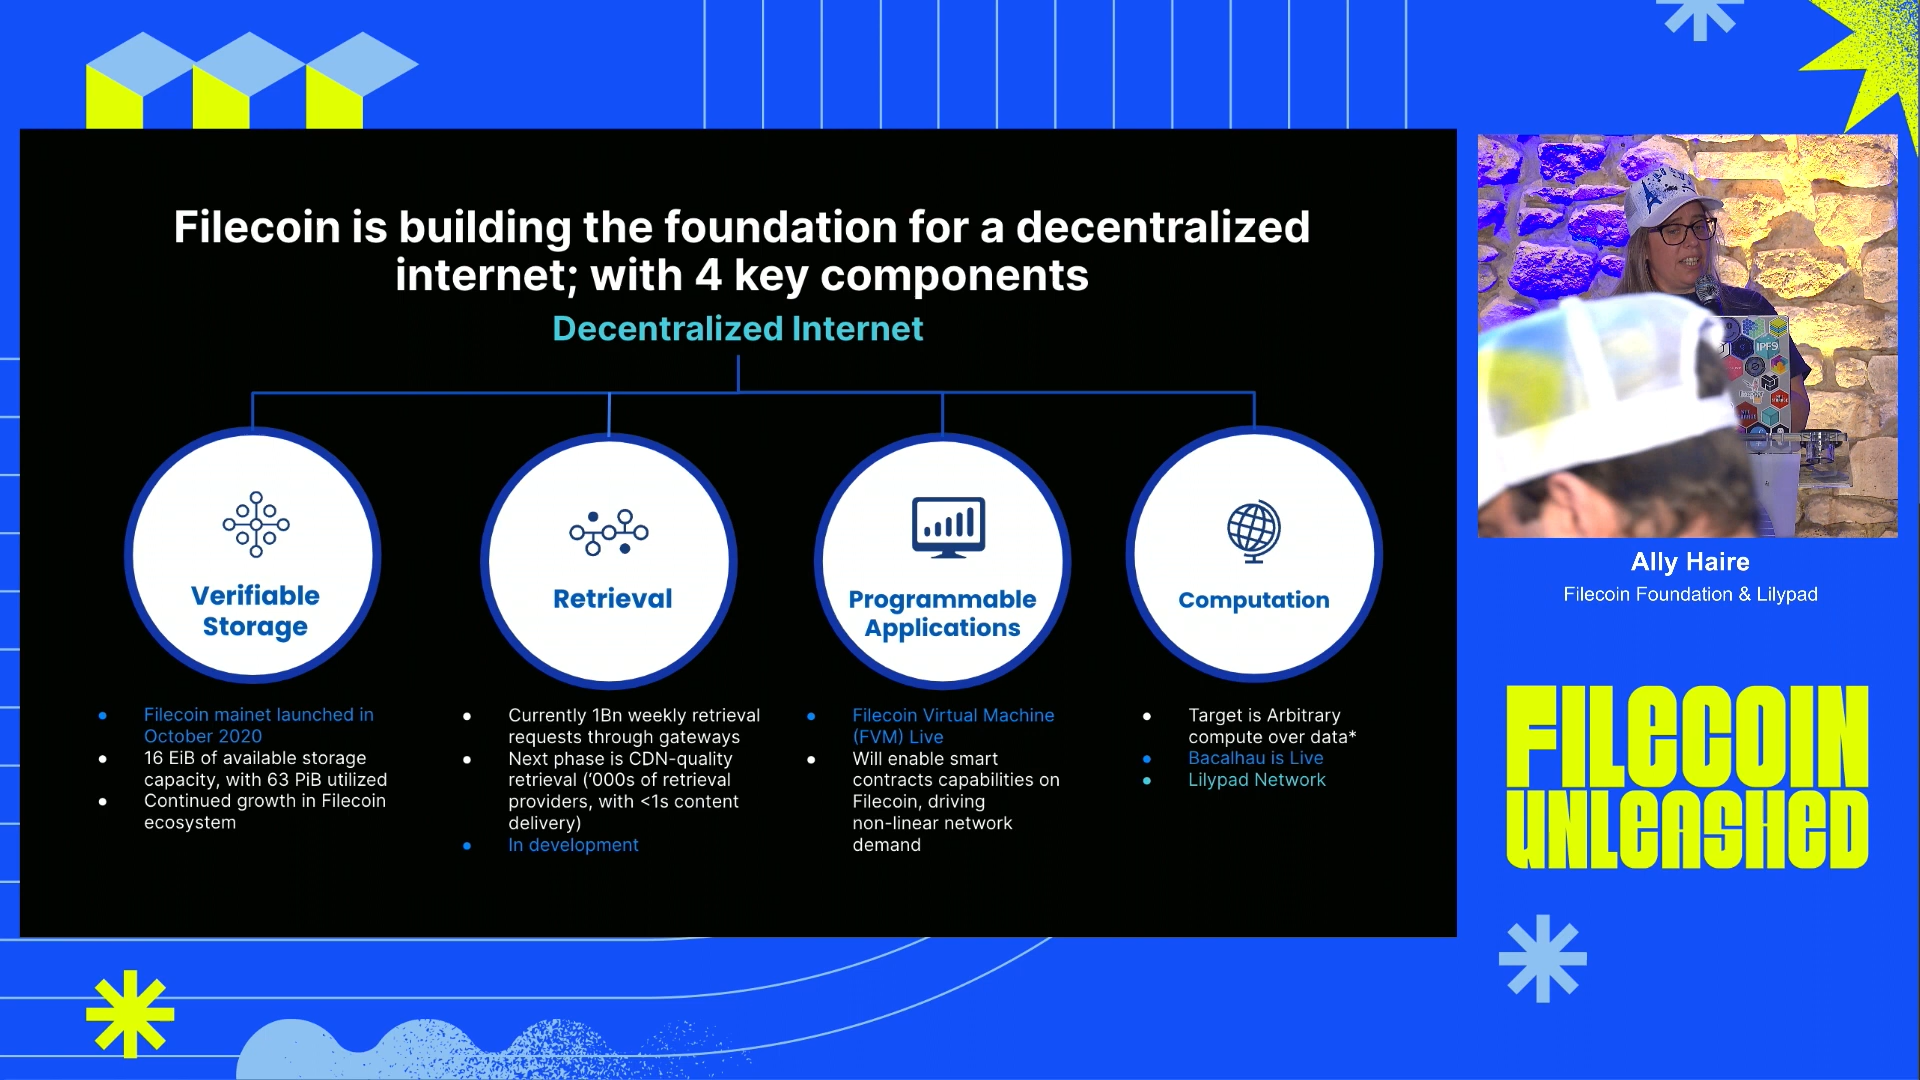 Filecoin is building the foundation for a decentralized
internet; with 4 key components
Decentralized Internet
Verifiable
Storage
Retrieval
Programmable
Applications
Computation
● Filecoin mainet launched in
October 2020
● 16 EiB of available storage
capacity, with 63 PiB utilized
● Continued growth in Filecoin
ecosystem
● Currently 1Bn weekly retrieval
requests through gateways
● Next phase is CDN-quality
retrieval (‘000s of retrieval
providers, with <1s content
delivery)
● In development
● Filecoin Virtual Machine
(FVM) Live
● Will enable smart
contracts capabilities on
Filecoin, driving
non-linear network
demand
● Target is Arbitrary
compute over data*
● Bacalhau is Live
● Lilypad Network
IPFS
Ally Haire
Filecoin Foundation & Lilypad
FILECOIN
UNLEASHED